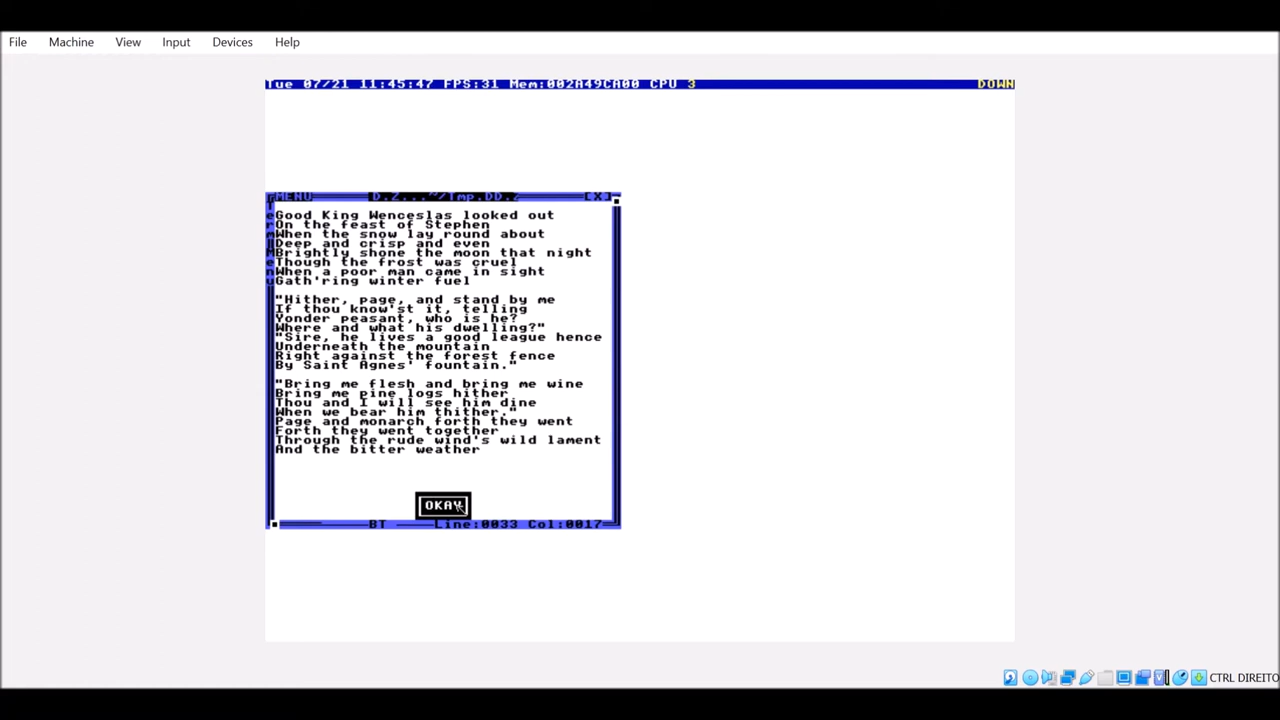 File Machine View Input Devices Help
Tue 07/21 11:45:47 FPS:31 Mem:002A49CA00 CPU 3 DOWN
MENU D.Z...~/Tmp.DD.Z [X]
TermMenu
Good King Wenceslas looked out
On the feast of Stephen
When the snow lay round about
Deep and crisp and even
Brightly shone the moon that night
Though the frost was cruel
When a poor man came in sight
Gath'ring winter fuel
"Hither, page, and stand by me
If thou know'st it, telling
Yonder peasant, who is he?
Where and what his dwelling?"
"Sire, he lives a good league hence
Underneath the mountain
Right against the forest fence
By Saint Agnes' fountain."
"Bring me flesh and bring me wine
Bring me pine logs hither
Thou and I will see him dine
When we bear him thither."
Page and monarch forth they went
Forth they went together
Through the rude wind's wild lament
And the bitter weather
OKAY
BT Line:0033 Col:0017
CTRL DIREITO